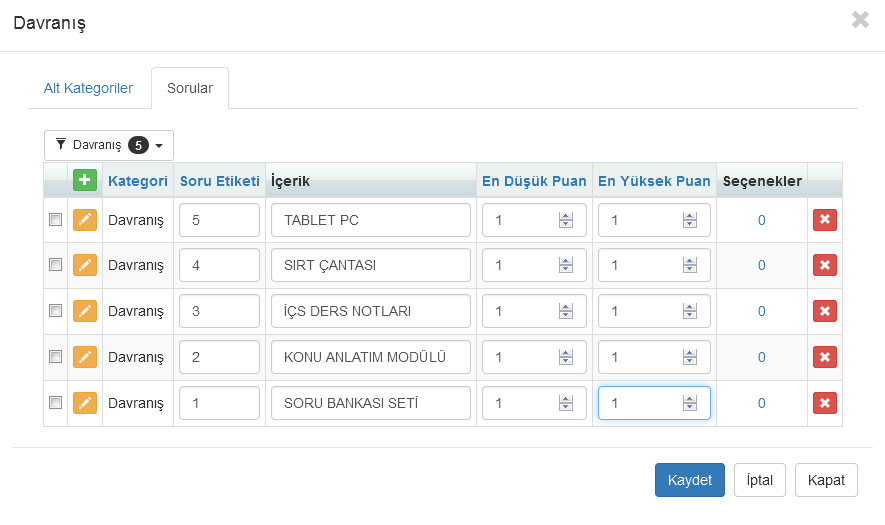 Davranış
Alt Kategoriler Sorular
Davranış 5
Kategori Soru Etiketi İçerik En Düşük Puan En Yüksek Puan Seçenekler
Davranış 5 TABLET PC 1 1 0
Davranış 4 SIRT ÇANTASI 1 1 0
Davranış 3 İÇS DERS NOTLARI 1 1 0
Davranış 2 KONU ANLATIM MODÜLÜ 1 1 0
Davranış 1 SORU BANKASI SETİ 1 1 0
Kaydet İptal Kapat